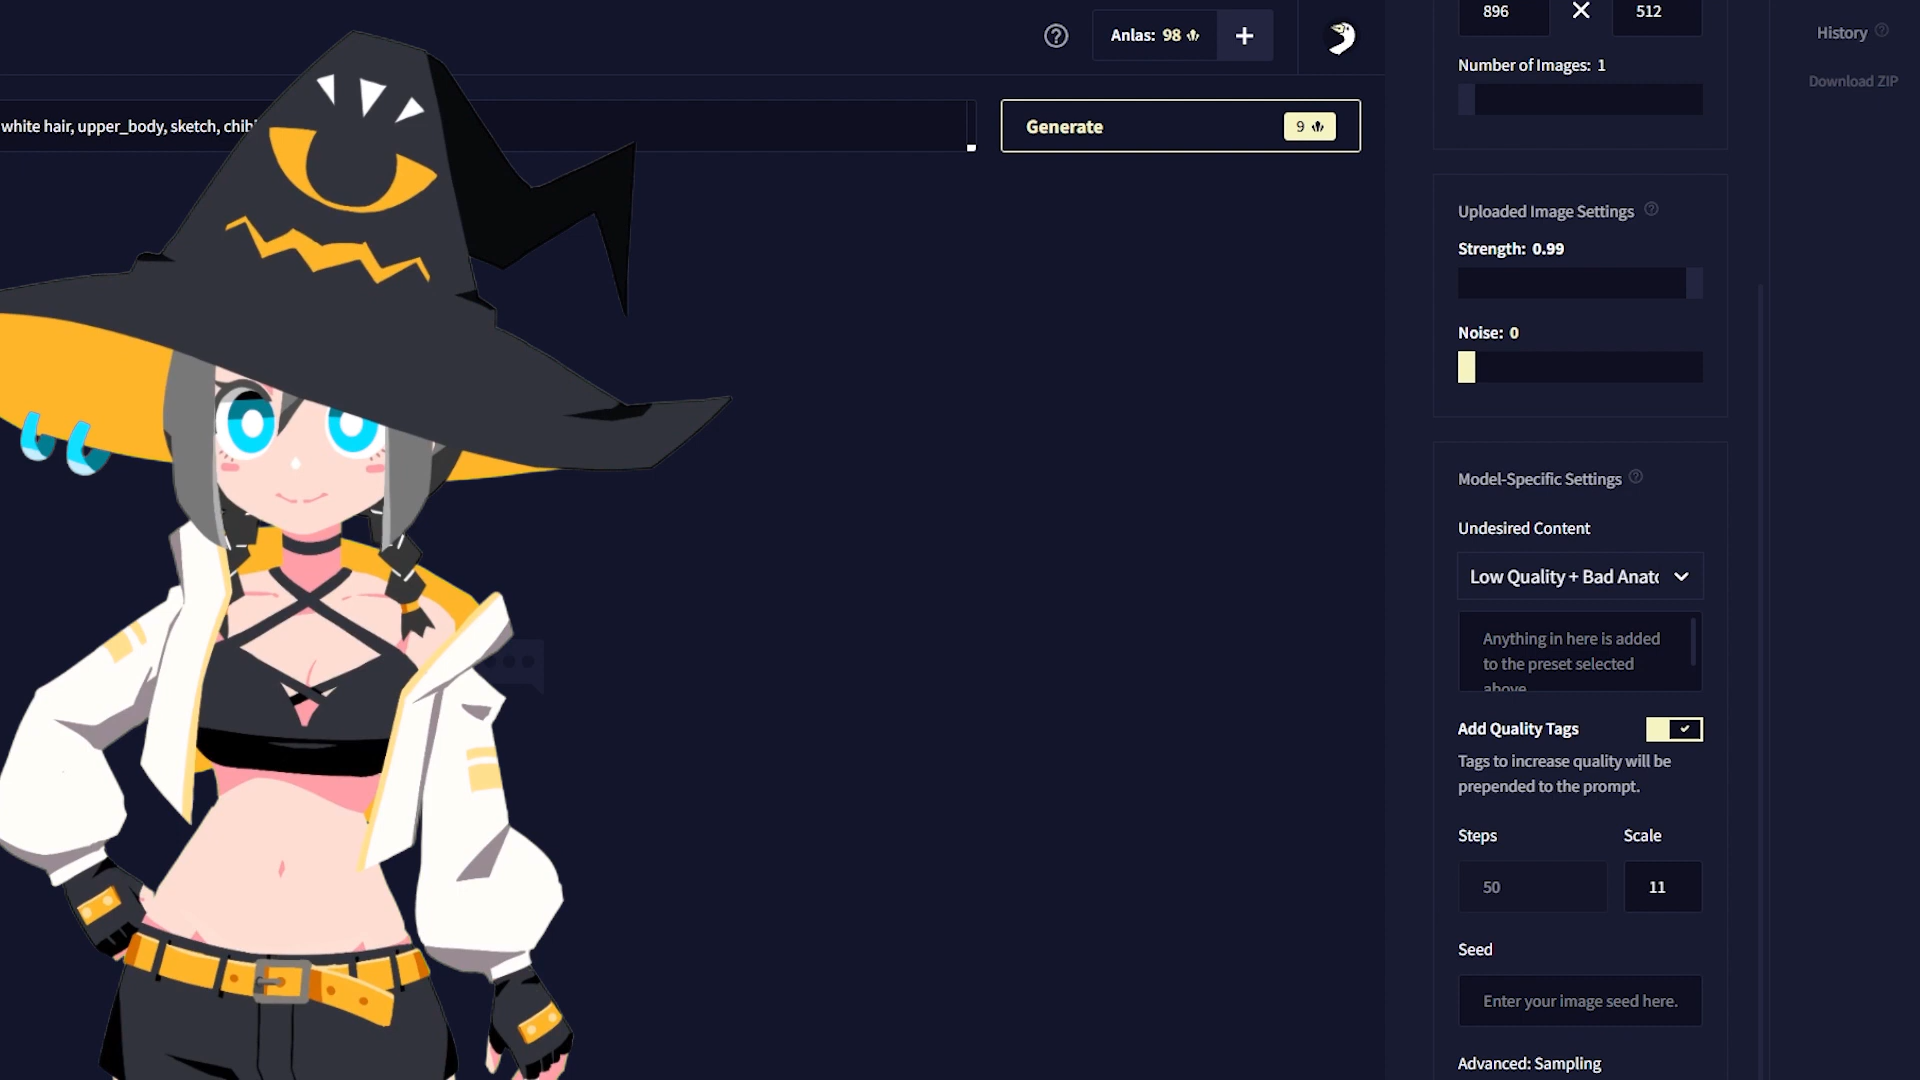 896
512
History
Anlas: 98
Number of Images: 1
Download ZIP
white hair, upper_body, sketch,
Generate
9
Uploaded Image Settings
Strength: 0.99
Noise: 0
Model-Specific Settings
Undesired Content
Low Quality + Bad
Anything in here is added
to the preset selected
above
Add Quality Tags
Tags to increase quality will be
prepended to the prompt.
Steps
Scale
50
11
Seed
Enter your image seed here.
Advanced: Sampling